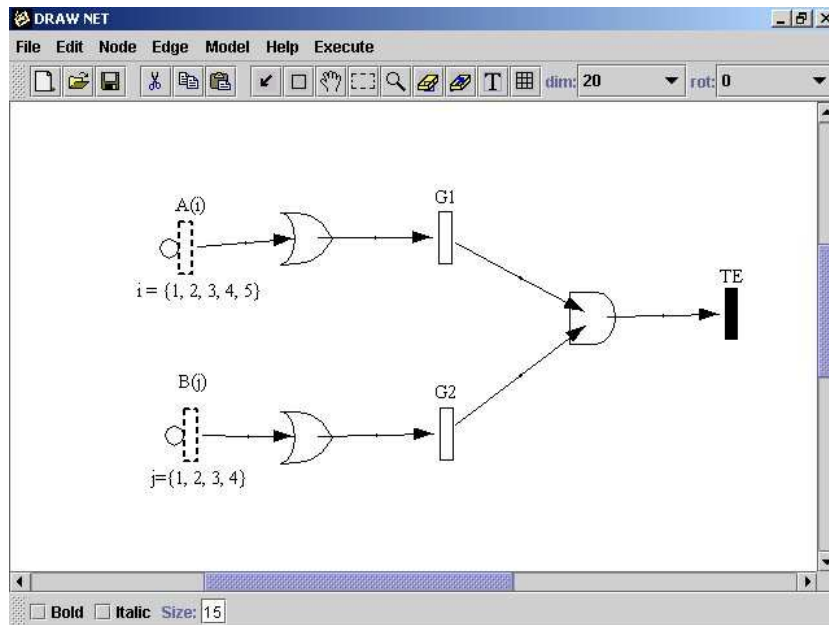 DRAW NET
File Edit Node Edge Model Help Execute
T dim: 20 rot: 0
G1
A(i)
i = {1, 2, 3, 4, 5}
TE
B(j)
G2
j={1, 2, 3, 4}
Bold Italic Size: 15